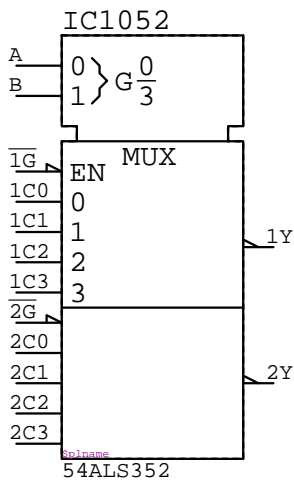 IC1052
A 0 G 0/3
B 1
MUX
1G EN
1C0 0
1C1 1
1Y
1C2 2
1C3 3
2G
2C0
2C1 2Y
2C2
2C3
Splname
54ALS352